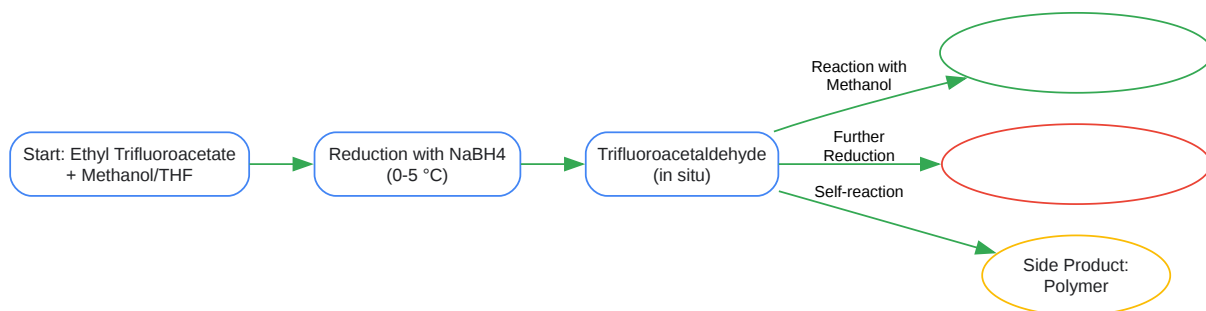 Start: Ethyl Trifluoroacetate
+ Methanol/THF
Reduction with NaBH4
(0-5 °C)
Trifluoroacetaldehyde
(in situ)
Reaction with
Methanol
Further
Reduction
Self-reaction
Side Product:
Polymer